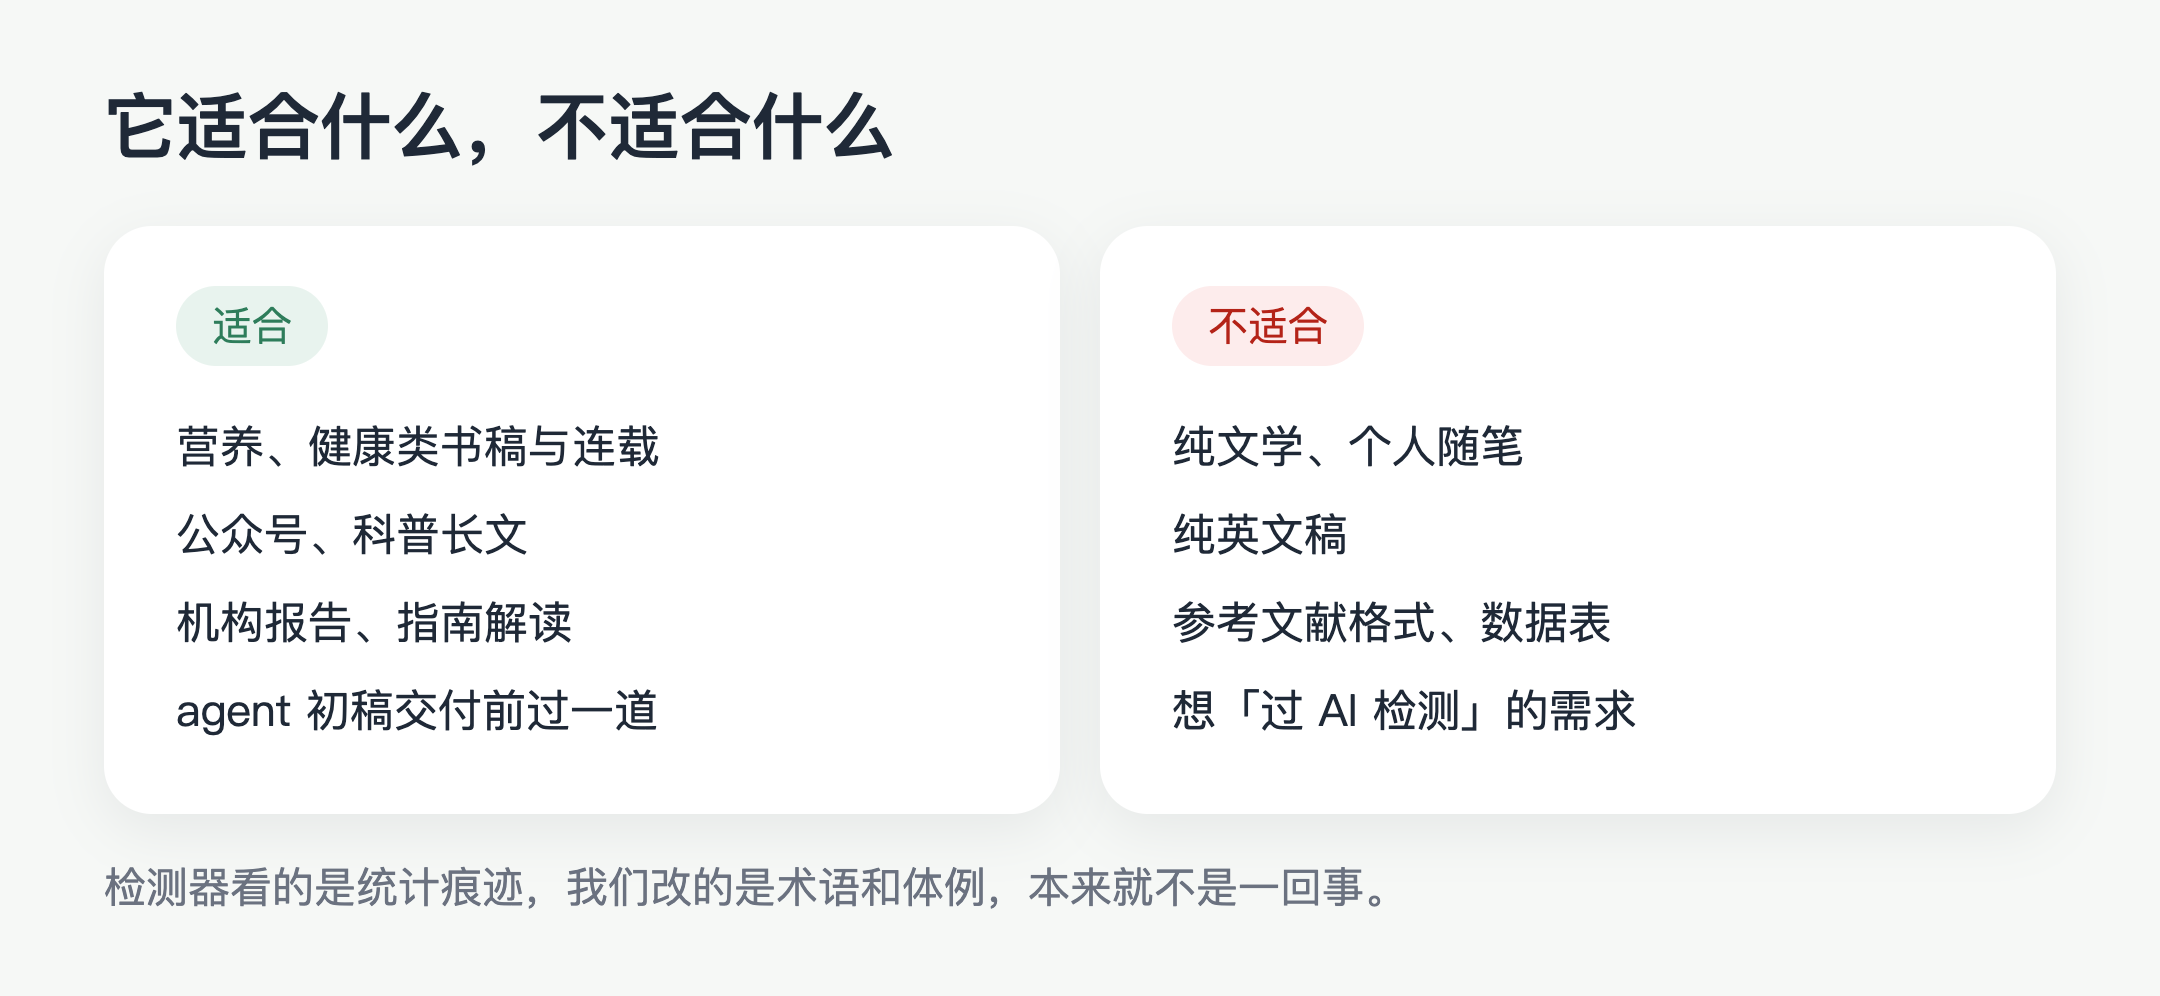 它适合什么，不适合什么
适合
营养、健康类书稿与连载
公众号、科普长文
机构报告、指南解读
agent 初稿交付前过一道
不适合
纯文学、个人随笔
纯英文稿
参考文献格式、数据表
想「过 AI 检测」的需求
检测器看的是统计痕迹，我们改的是术语和体例，本来就不是一回事。